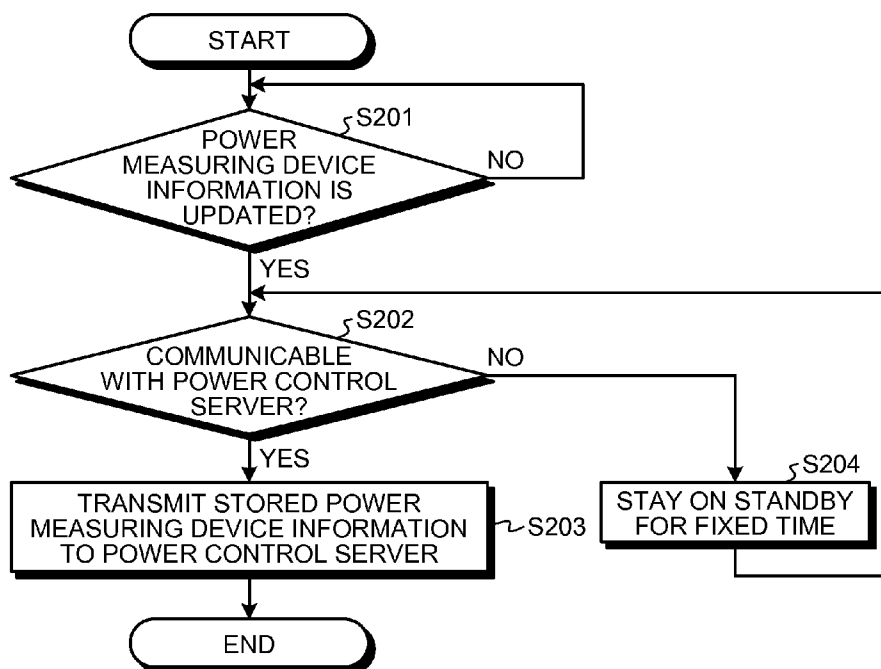 START
S201
POWER
MEASURING DEVICE
INFORMATION IS
UPDATED?
NO
YES
S202
COMMUNICABLE
WITH POWER CONTROL
SERVER?
NO
YES
S204
STAY ON STANDBY
FOR FIXED TIME
TRANSMIT STORED POWER
MEASURING DEVICE INFORMATION
TO POWER CONTROL SERVER
S203
END